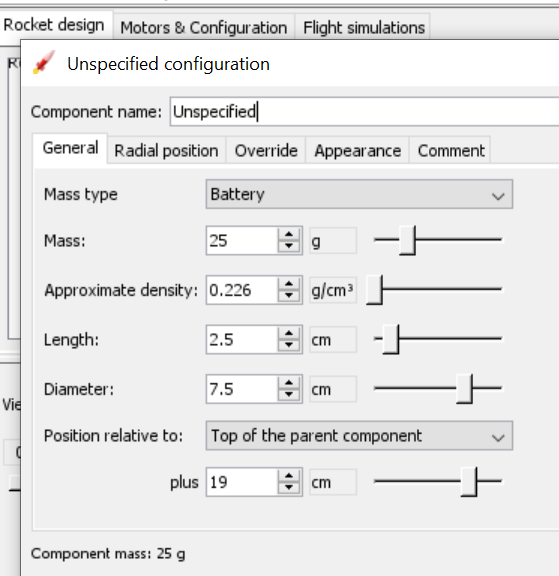 Rocket design Motors & Configuration Flight simulations
Unspecified configuration
Component name: Unspecified
General Radial position Override Appearance Comment
Mass type Battery
Mass: 25 g
Approximate density: 0.226 g/cm³
Length: 2.5 cm
Diameter: 7.5 cm
Position relative to: Top of the parent component
plus 19 cm
Component mass: 25 g